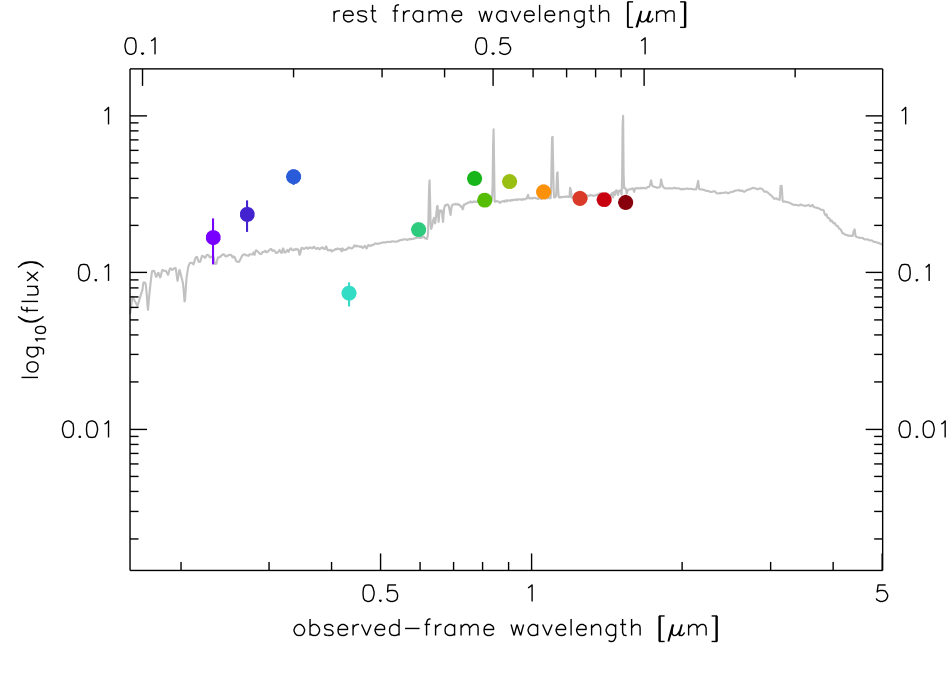 rest frame wavelength [μm]
0.1 0.5 1
1 1
0.1 0.1
log10(flux)
0.01 0.01
0.5 1 5
observed-frame wavelength [μm]